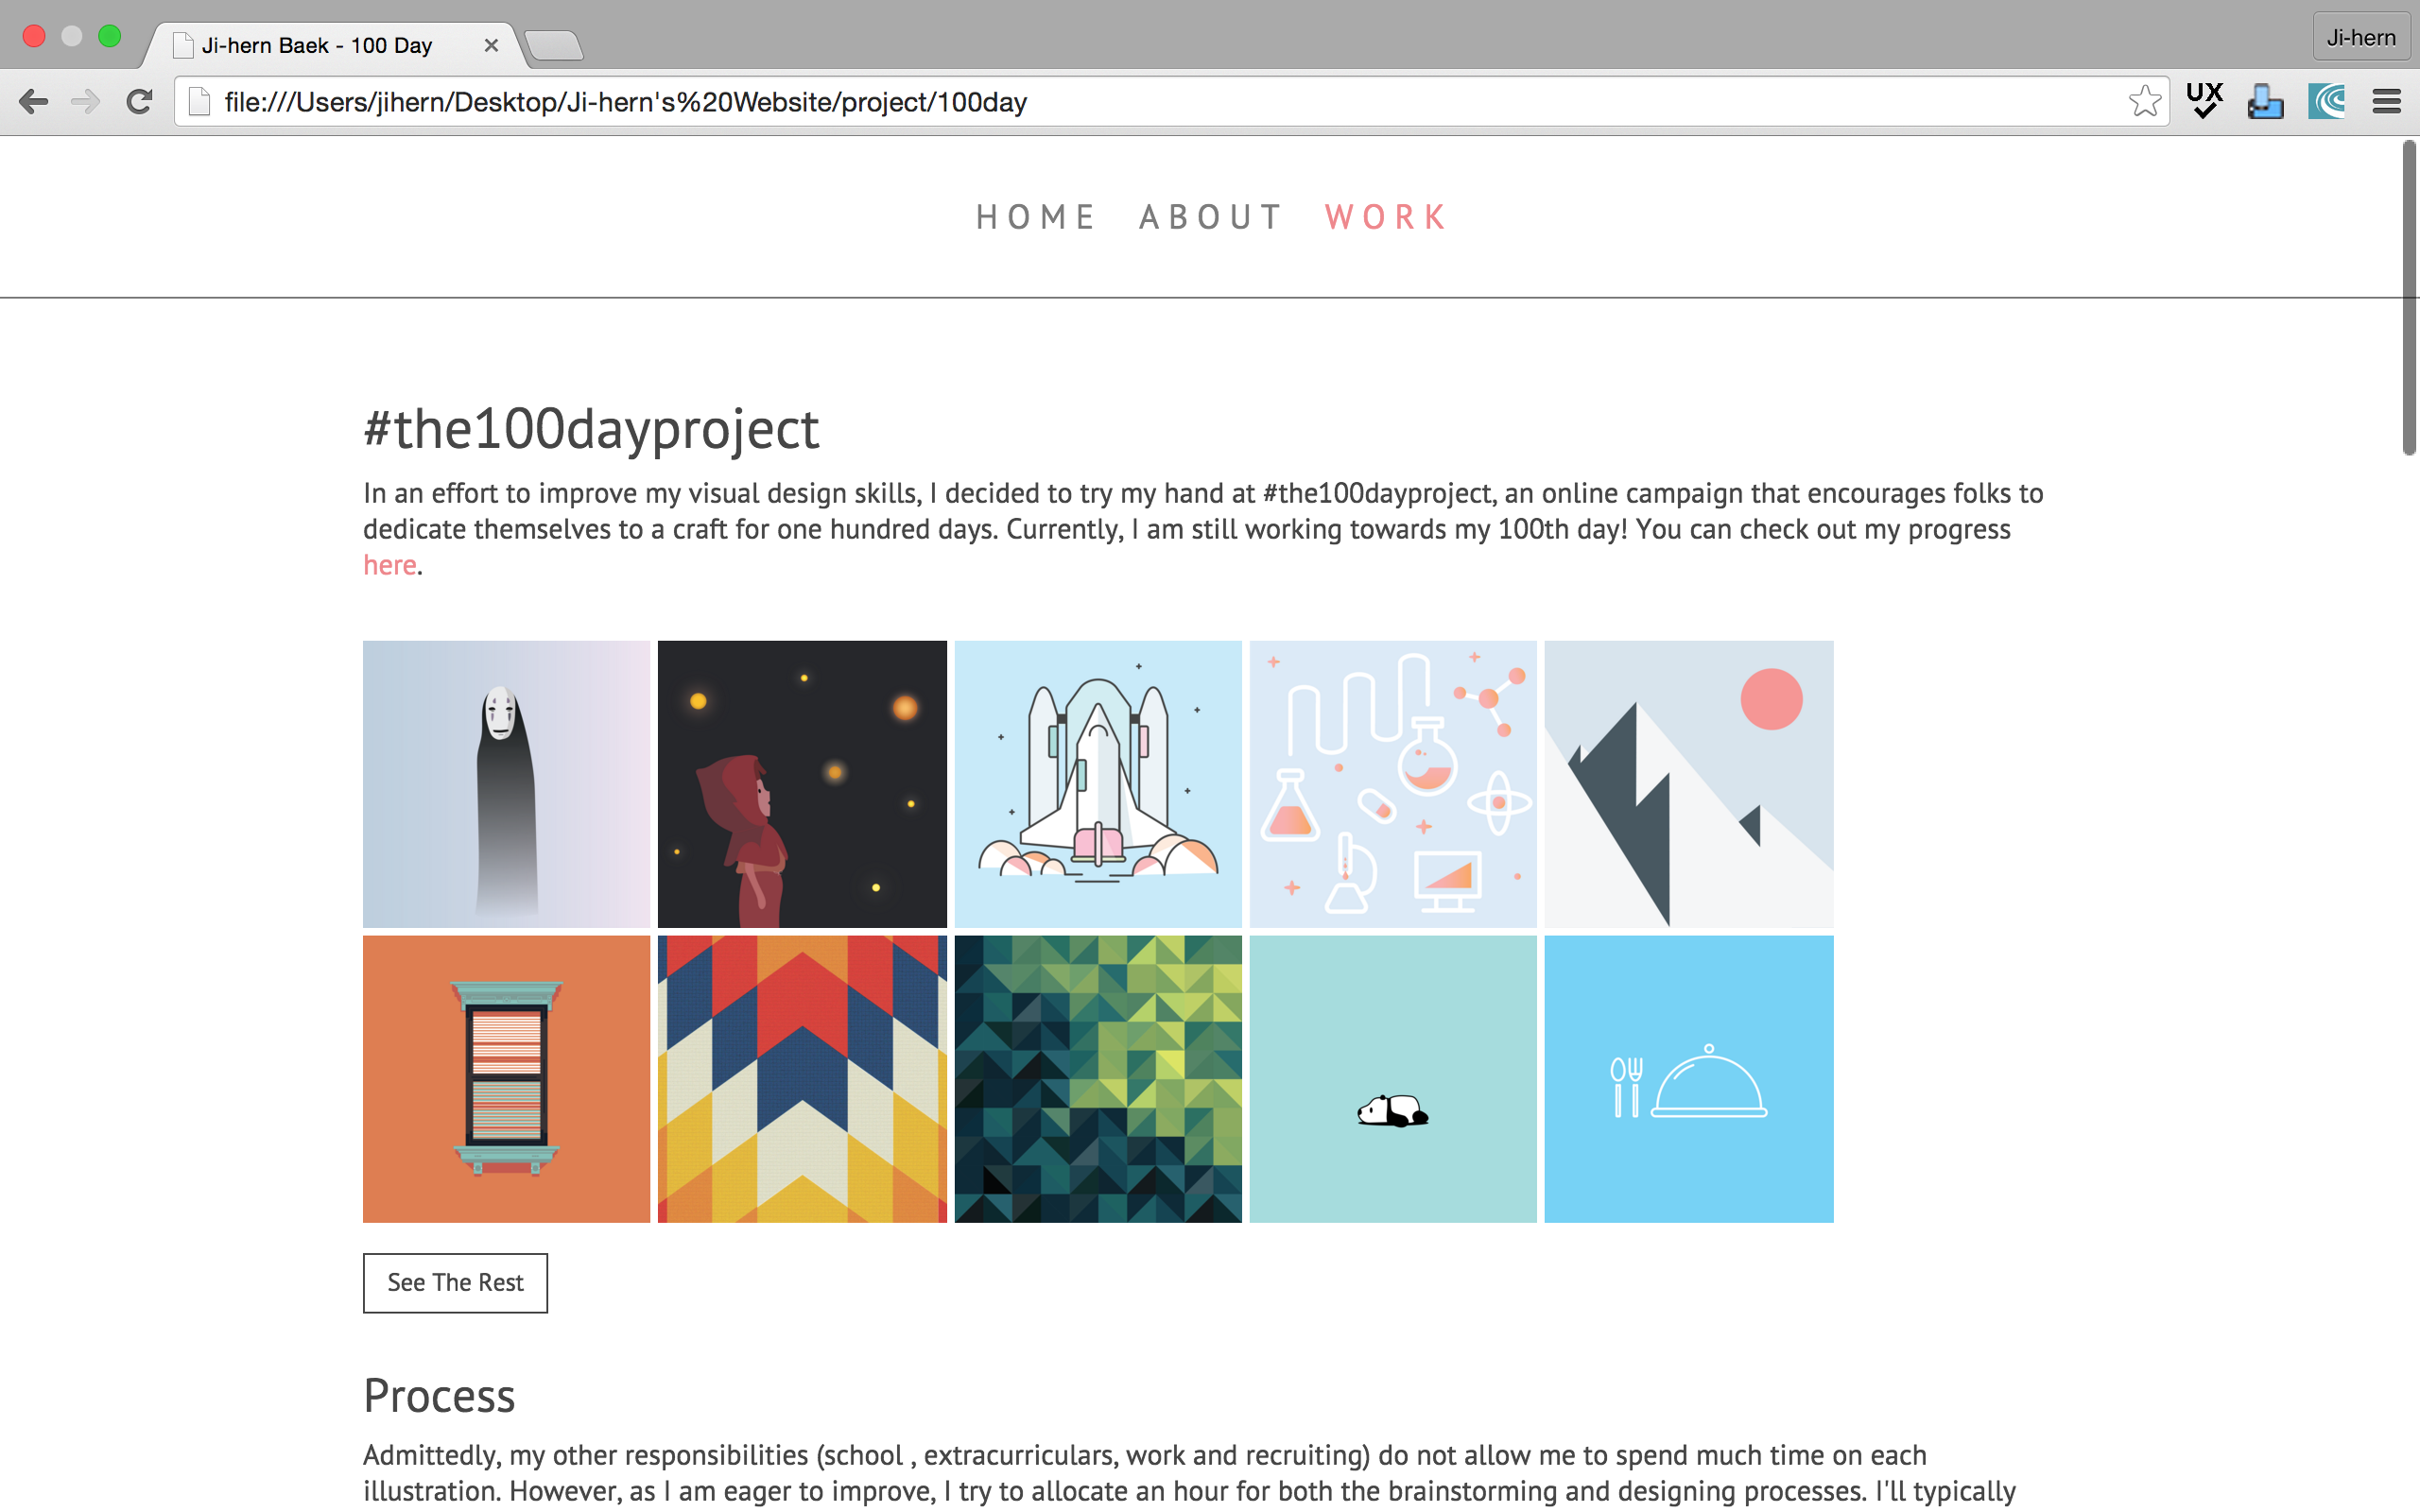 Ji-hern Baek - 100 Day
Ji-hern
file:///Users/jihern/Desktop/Ji-hern's%20Website/project/100day
UX
HOME ABOUT WORK
#the100dayproject
In an effort to improve my visual design skills, I decided to try my hand at #the100dayproject, an online campaign that encourages folks to
dedicate themselves to a craft for one hundred days. Currently, I am still working towards my 100th day! You can check out my progress
here.
See The Rest
Process
Admittedly, my other responsibilities (school , extracurriculars, work and recruiting) do not allow me to spend much time on each
illustration. However, as I am eager to improve, I try to allocate an hour for both the brainstorming and designing processes. I'll typically